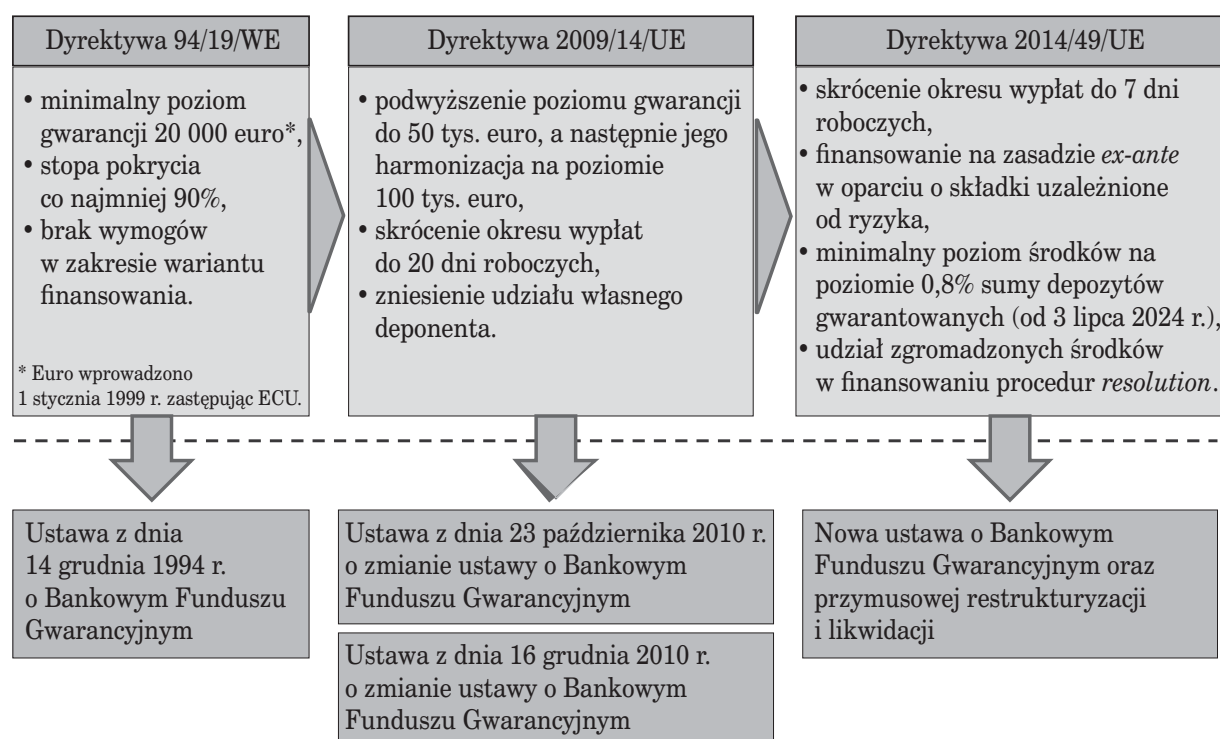 Dyrektywa 94/19/WE
• minimalny poziom
gwarancji 20 000 euro*,
• stopa pokrycia
co najmniej 90%,
• brak wymogów
w zakresie wariantu
finansowania.
* Euro wprowadzono
1 stycznia 1999 r. zastępując ECU.
Dyrektywa 2009/14/UE
• podwyższenie poziomu gwarancji
do 50 tys. euro, a następnie jego
harmonizacja na poziomie
100 tys. euro,
• skrócenie okresu wypłat
do 20 dni roboczych,
• zniesienie udziału własnego
deponenta.
Dyrektywa 2014/49/UE
• skrócenie okresu wypłat do 7 dni
roboczych,
• finansowanie na zasadzie ex-ante
w oparciu o składki uzależnione
od ryzyka,
• minimalny poziom środków na
poziomie 0,8% sumy depozytów
gwarantowanych (od 3 lipca 2024 r.),
• udział zgromadzonych środków
w finansowaniu procedur resolution.
Ustawa z dnia
14 grudnia 1994 r.
o Bankowym Funduszu
Gwarancyjnym
Ustawa z dnia 23 października 2010 r.
o zmianie ustawy o Bankowym
Funduszu Gwarancyjnym
Ustawa z dnia 16 grudnia 2010 r.
o zmianie ustawy o Bankowym
Funduszu Gwarancyjnym
Nowa ustawa o Bankowym
Funduszu Gwarancyjnym oraz
przymusowej restrukturyzacji
i likwidacji